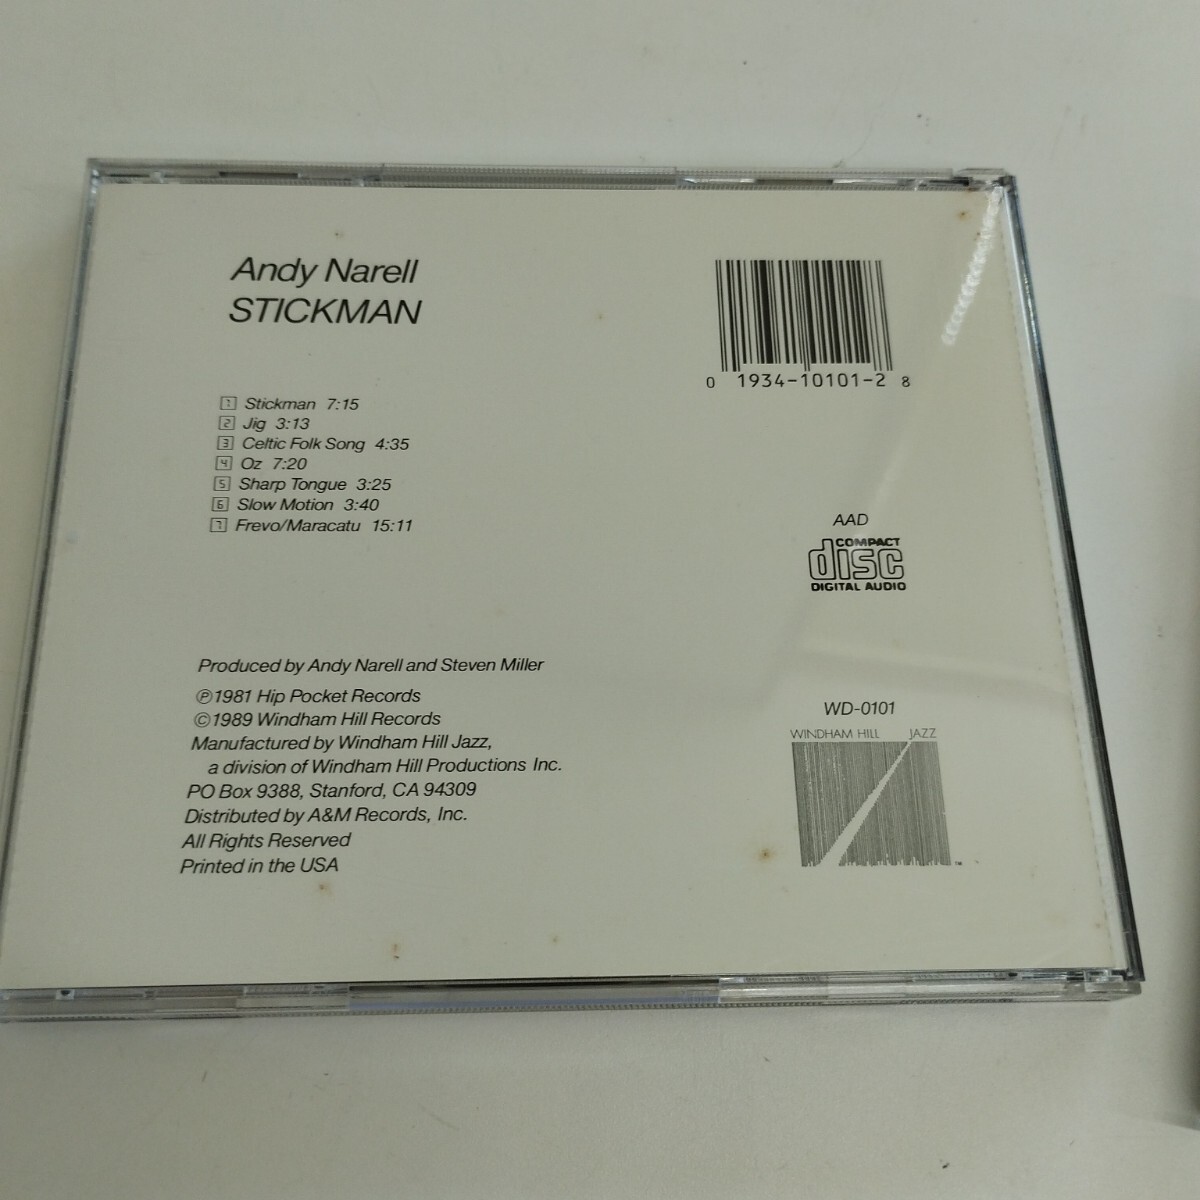 Andy Narell
STICKMAN
0 1934-10101-2 8
1 Stickman 7:15
2 Jig 3:13
3 Celtic Folk Song 4:35
4 Oz 7:20
5 Sharp Tongue 3:25
6 Slow Motion 3:40
7 Frevo/Maracatu 15:11
AAD
COMPACT
disc
DIGITAL AUDIO
Produced by Andy Narell and Steven Miller
℗1981 Hip Pocket Records
©1989 Windham Hill Records
Manufactured by Windham Hill Jazz,
a division of Windham Hill Productions Inc.
PO Box 9388, Stanford, CA 94309
Distributed by A&M Records, Inc.
All Rights Reserved
Printed in the USA
WD-0101
WINDHAM HILL JAZZ
™